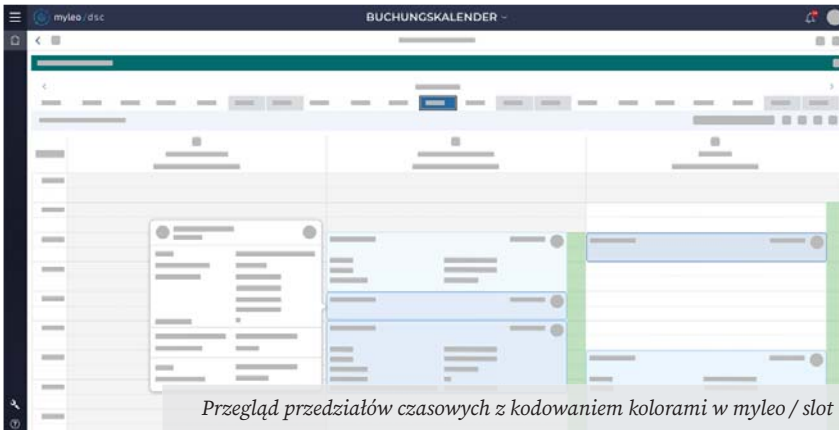 myleo / dsc
BUCHUNGSKALENDER
Przegląd przedziałów czasowych z kodowaniem kolorami w myleo / slot